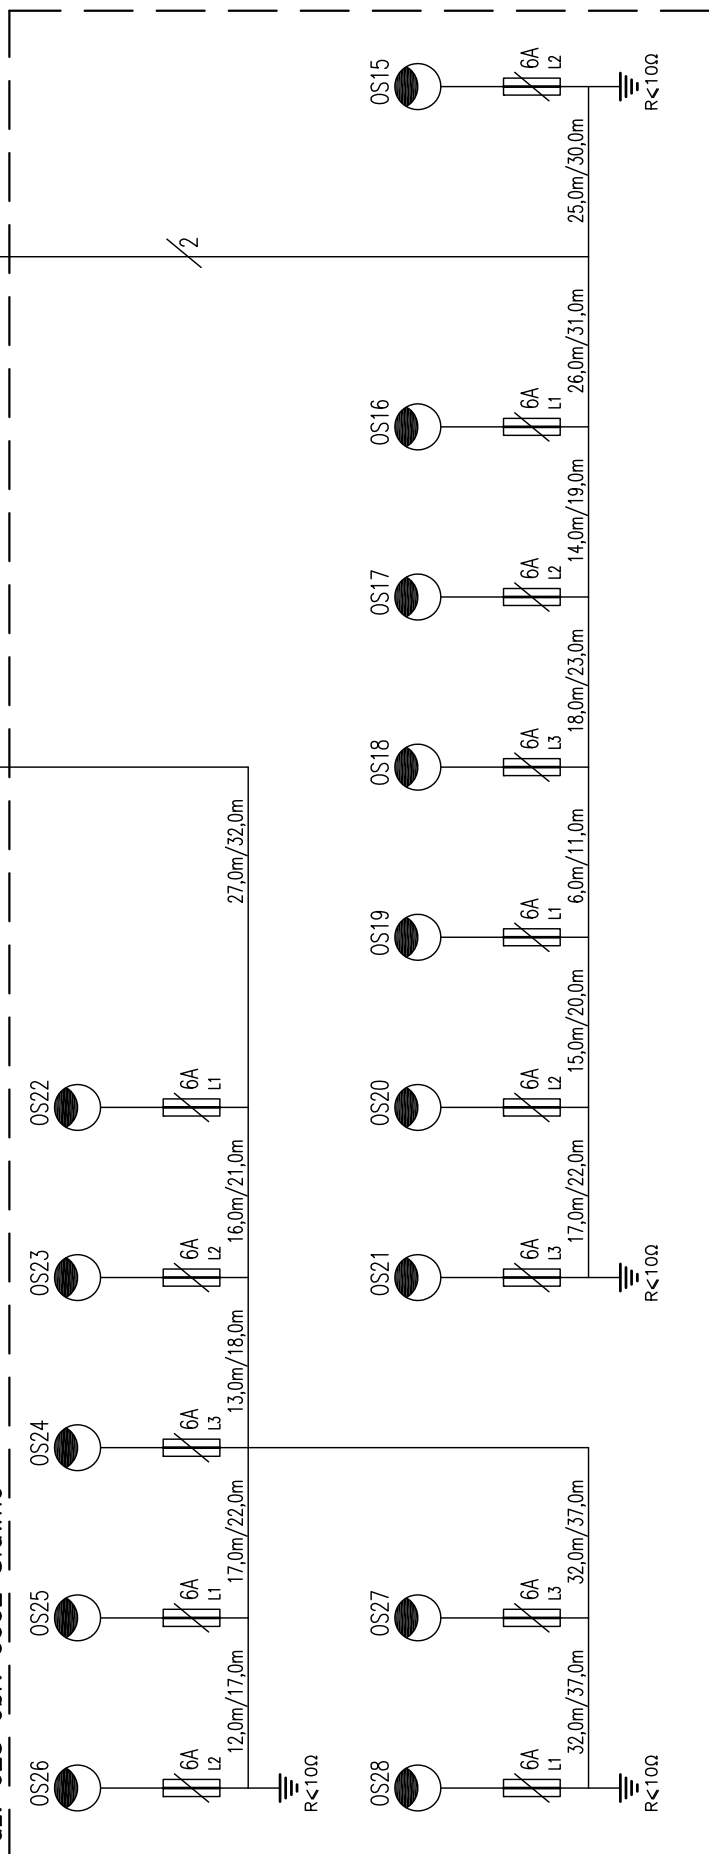 OS26 OS25 OS24 OS23 OS22
6A 6A 6A 6A 6A 2
L2 L1 L3 L2 L1
12,0m/17,0m 17,0m/22,0m 13,0m/18,0m 16,0m/21,0m 27,0m/32,0m
R≤10Ω
OS28 OS27 OS21 OS20 OS19 OS18 OS17 OS16 OS15
6A 6A 6A 6A 6A 6A 6A 6A 6A
L1 L3 L3 L2 L1 L3 L2 L1 L2
32,0m/37,0m 32,0m/37,0m 17,0m/22,0m 15,0m/20,0m 6,0m/11,0m 18,0m/23,0m 14,0m/19,0m 26,0m/31,0m 25,0m/30,0m
R≤10Ω R≤10Ω R≤10Ω